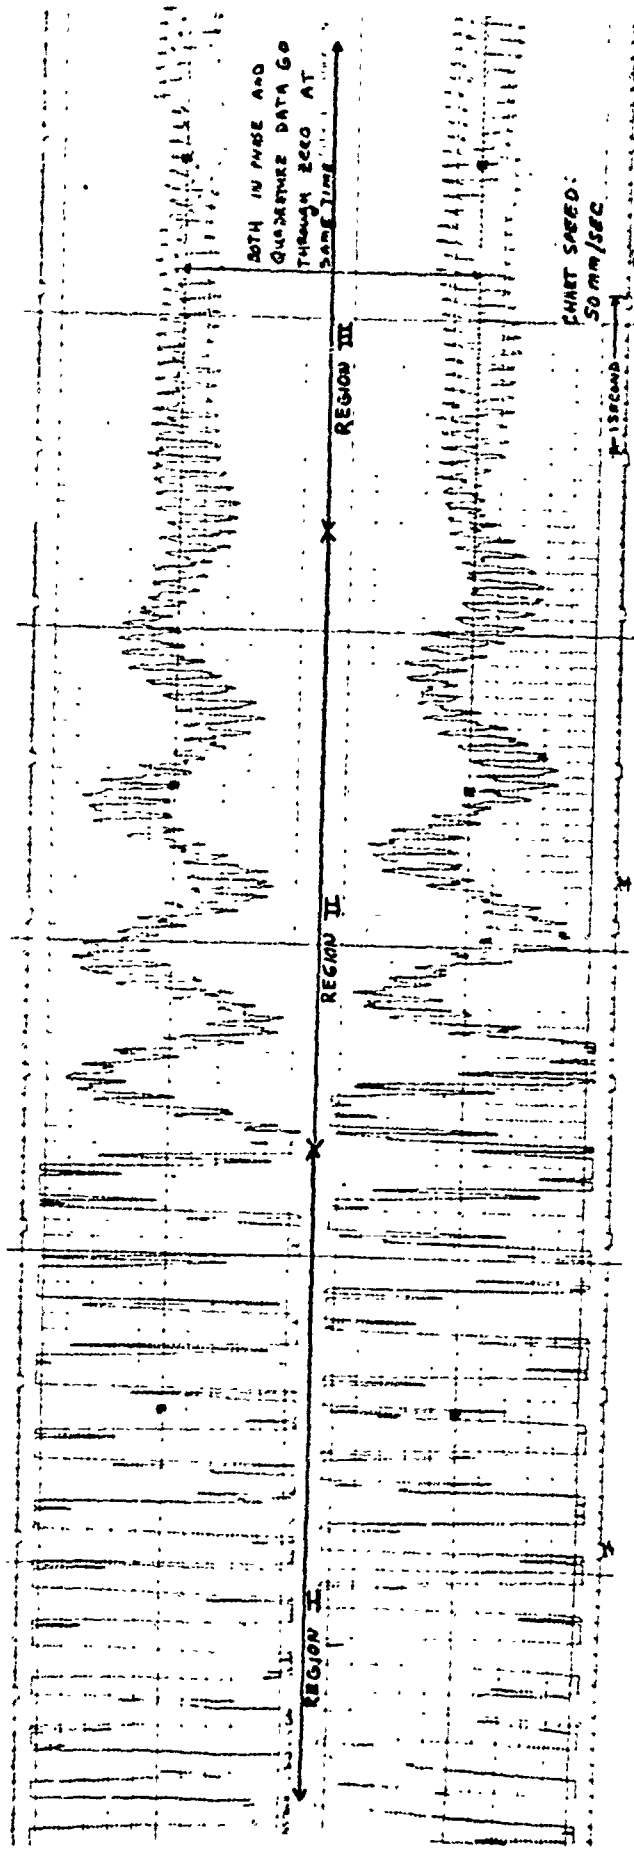 BOTH IN PHASE AND
QUADRATURE DATA GO
THROUGH ZERO AT
SAME TIME
CHART SPEED:
50 MM/SEC
REGION III
1 SECOND
REGION II
REGION I